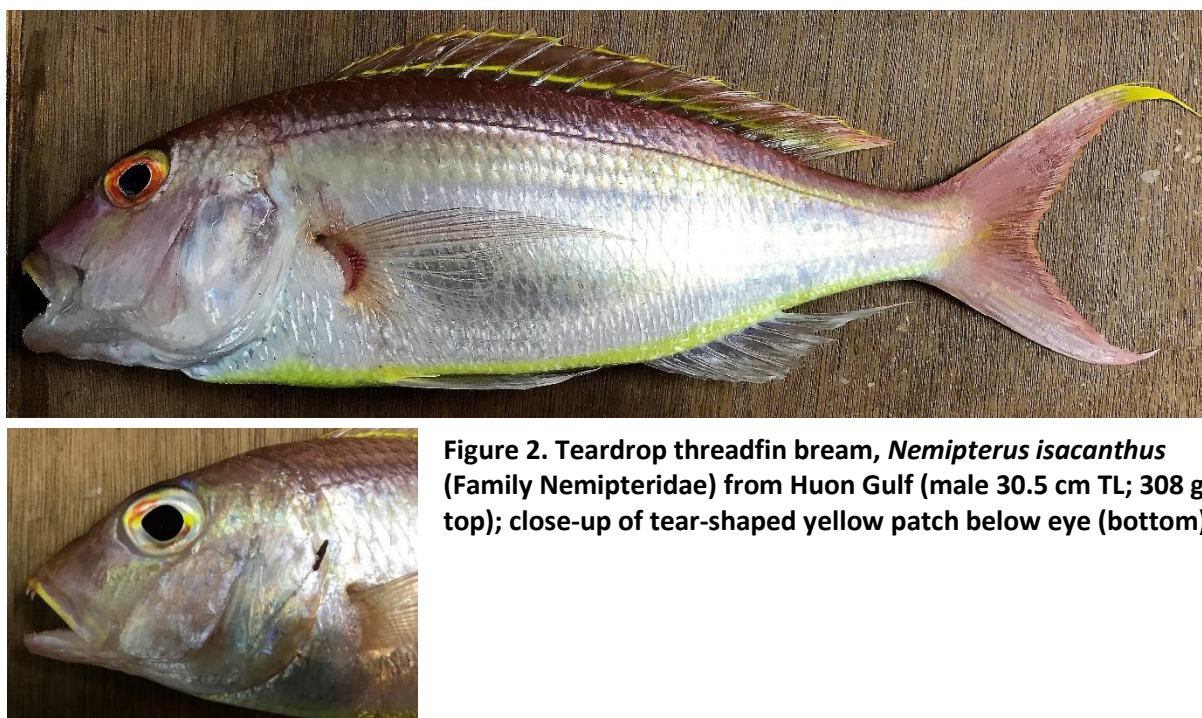 Figure 2. Teardrop threadfin bream, Nemipterus isacanthus
(Family Nemipteridae) from Huon Gulf (male 30.5 cm TL; 308 g
top); close-up of tear-shaped yellow patch below eye (bottom)